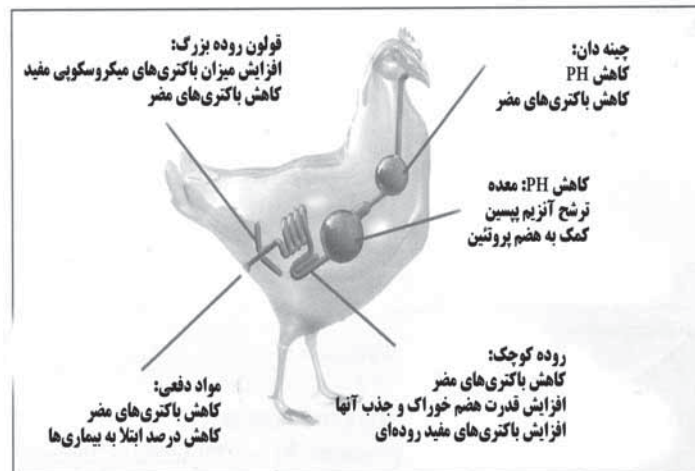 چینه دان:
کاهش PH
کاهش باکتری‌های مضر
قولون روده بزرگ:
افزایش میزان باکتری‌های میکروسکوپی مفید
کاهش باکتری‌های مضر
کاهش PH: معده
ترشح آنزیم پپسین
کمک به هضم پروتئین
روده کوچک:
کاهش باکتری‌های مضر
افزایش قدرت هضم خوراک و جذب آنها
افزایش باکتری‌های مفید روده‌ای
مواد دفعی:
کاهش باکتری‌های مضر
کاهش درصد ابتلا به بیماری‌ها